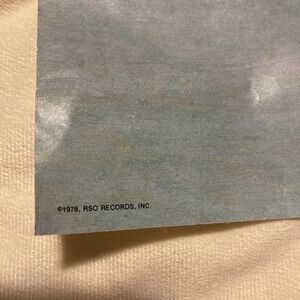 ©1978, RSO RECORDS, INC.